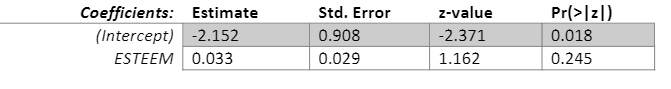 Coefficients: Estimate Std. Error z-value Pr(>|z|)
(Intercept) -2.152 0.908 -2.371 0.018
ESTEEM 0.033 0.029 1.162 0.245